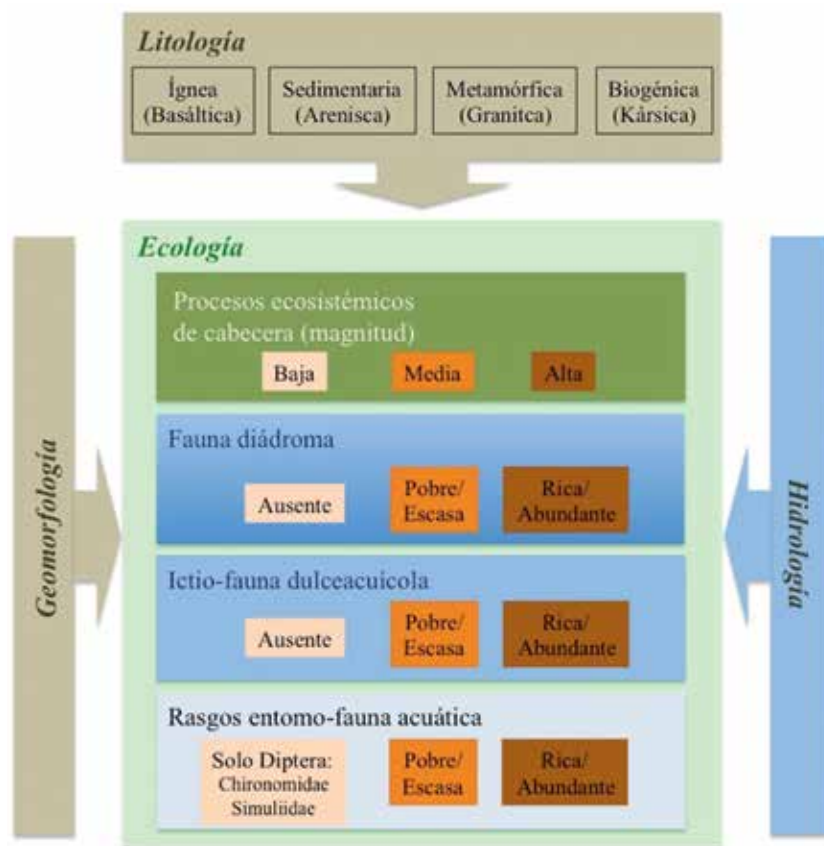 Litología
Ígnea
(Basáltica)
Sedimentaria
(Arenisca)
Metamórfica
(Granitca)
Biogénica
(Kársica)
Geomorfología
Ecología
Procesos ecosistémicos
de cabecera (magnitud)
Baja
Media
Alta
Fauna diádroma
Ausente
Pobre/
Escasa
Rica/
Abundante
Ictio-fauna dulceacuícola
Ausente
Pobre/
Escasa
Rica/
Abundante
Rasgos entomo-fauna acuática
Solo Diptera:
Chironomidae
Simuliidae
Pobre/
Escasa
Rica/
Abundante
Hidrología